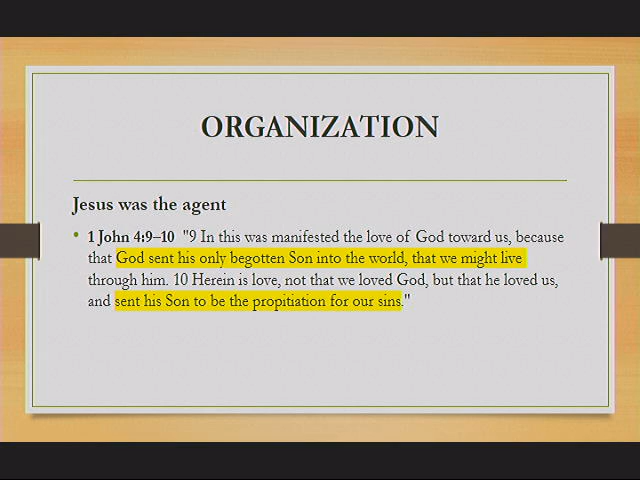 ORGANIZATION
Jesus was the agent
• 1 John 4:9–10 "9 In this was manifested the love of God toward us, because
that God sent his only begotten Son into the world, that we might live
through him. 10 Herein is love, not that we loved God, but that he loved us,
and sent his Son to be the propitiation for our sins."